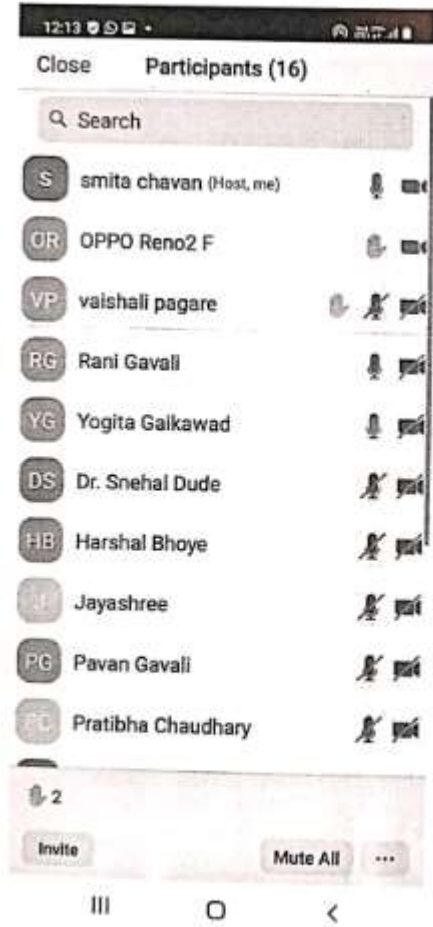 12:13
Close Participants (16)
Search
S smita chavan (Host, me)
OR OPPO Reno2 F
VP vaishali pagare
RG Rani Gavali
YG Yogita Gaikawad
DS Dr. Snehal Dude
HB Harshal Bhoye
J Jayashree
PG Pavan Gavali
PC Pratibha Chaudhary
2
Invite Mute All ...